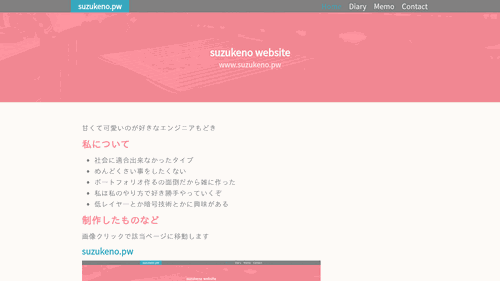 suzukeno.pw
Home Diary Memo Contact
suzukeno website
www.suzukeno.pw
甘くて可愛いのが好きなエンジニアもどき
私について
社会に適合出来なかったタイプ
めんどくさい事をしたくない
ポートフォリオ作るの面倒だから雑に作った
私は私のやり方で好き勝手やっていくぞ
低レイヤーとか暗号技術とかに興味がある
制作したものなど
画像クリックで該当ページに移動します
suzukeno.pw
suzukeno website